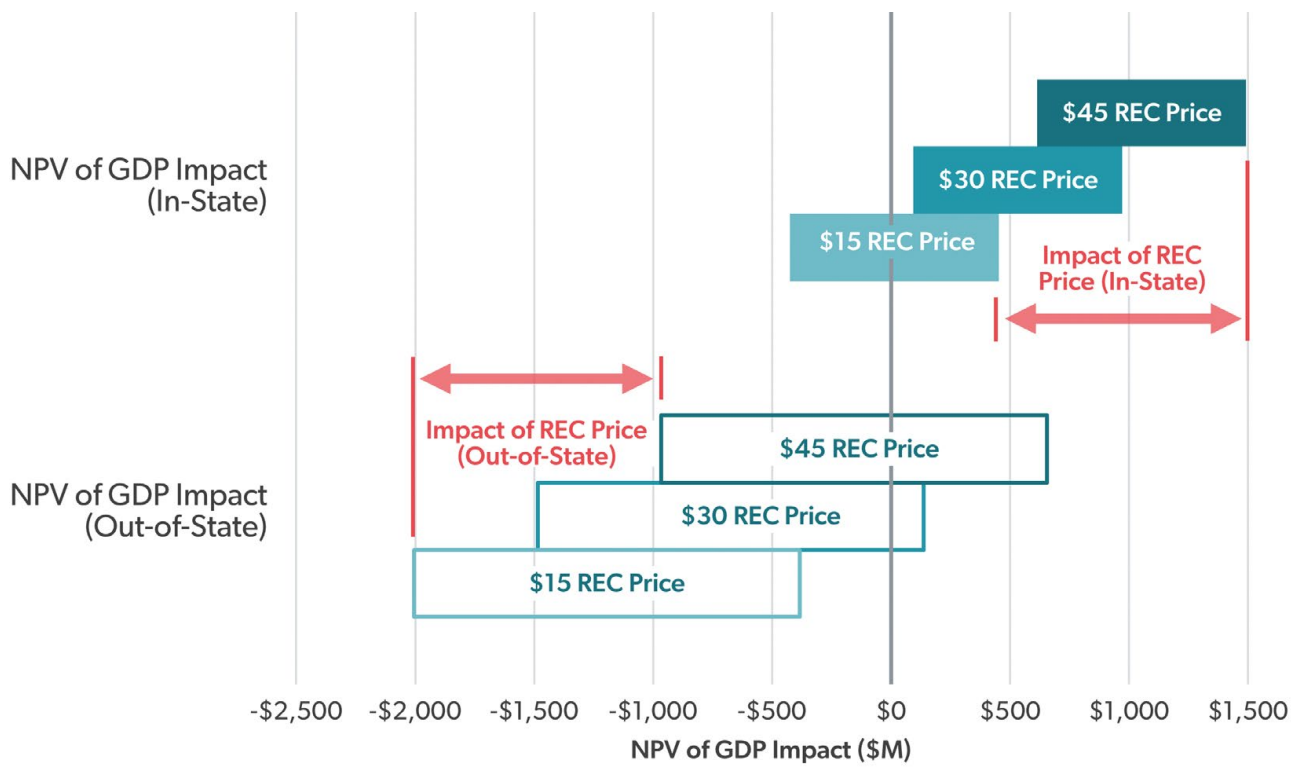 $45 REC Price
NPV of GDP Impact
(In-State)
$30 REC Price
$15 REC Price
Impact of REC
Price (In-State)
Impact of REC Price
(Out-of-State)
$45 REC Price
NPV of GDP Impact
(Out-of-State)
$30 REC Price
$15 REC Price
-$2,500 -$2,000 -$1,500 -$1,000 -$500 $0 $500 $1,000 $1,500
NPV of GDP Impact ($M)